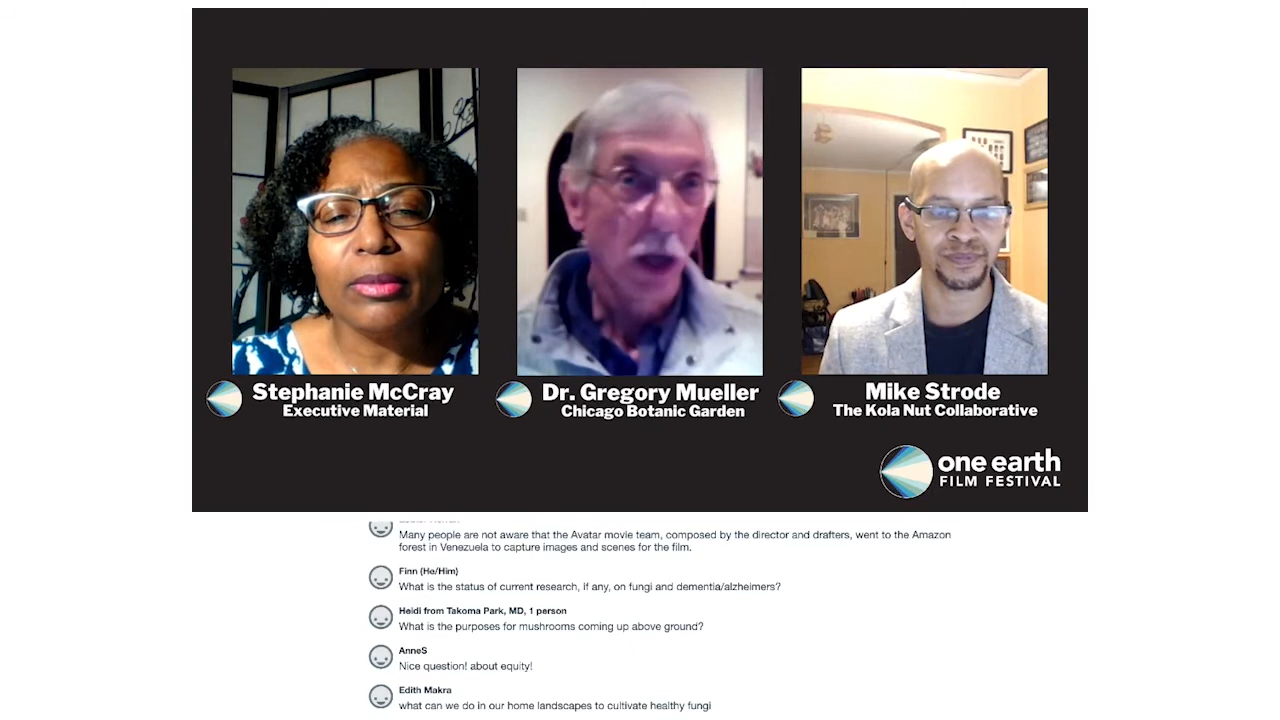 Stephanie McCray
Executive Material
Dr. Gregory Mueller
Chicago Botanic Garden
Mike Strode
The Kola Nut Collaborative
one earth
FILM FESTIVAL
Many people are not aware that the Avatar movie team, composed by the director and drafters, went to the Amazon
forest in Venezuela to capture images and scenes for the film.
Finn (He/Him)
What is the status of current research, if any, on fungi and dementia/alzheimers?
Heidi from Takoma Park, MD, 1 person
What is the purposes for mushrooms coming up above ground?
AnneS
Nice question! about equity!
Edith Makra
what can we do in our home landscapes to cultivate healthy fungi